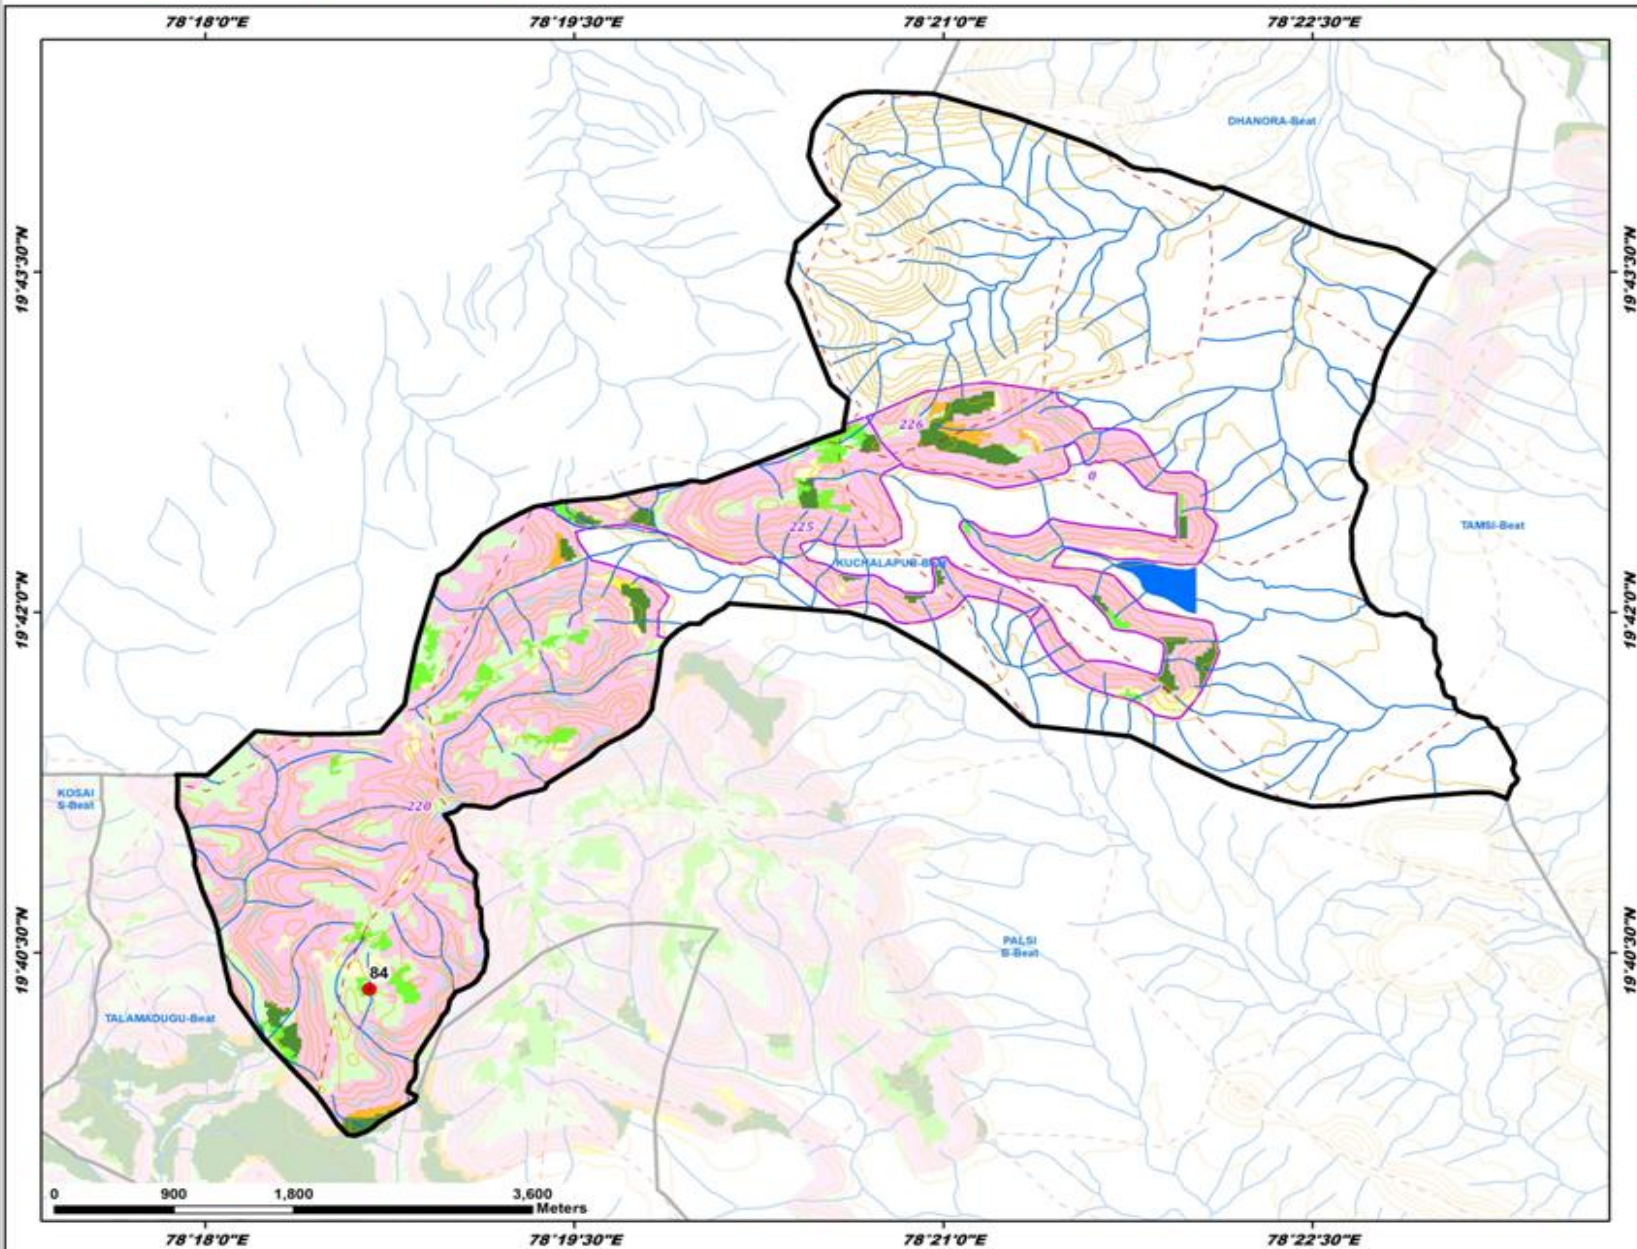 78°18'0"E 78°19'30"E 78°21'0"E 78°22'30"E
DHANORA-Beat
19°43'30"N 19°43'30"N
226
0
225
TAMSI-Beat
19°42'0"N 19°42'0"N
KOSAI
S-Beat
220
PALSI
B-Beat
19°40'30"N 19°40'30"N
84
TALAMADUGU-Beat
0 900 1,800 3,600
Meters
78°18'0"E 78°19'30"E 78°21'0"E 78°22'30"E